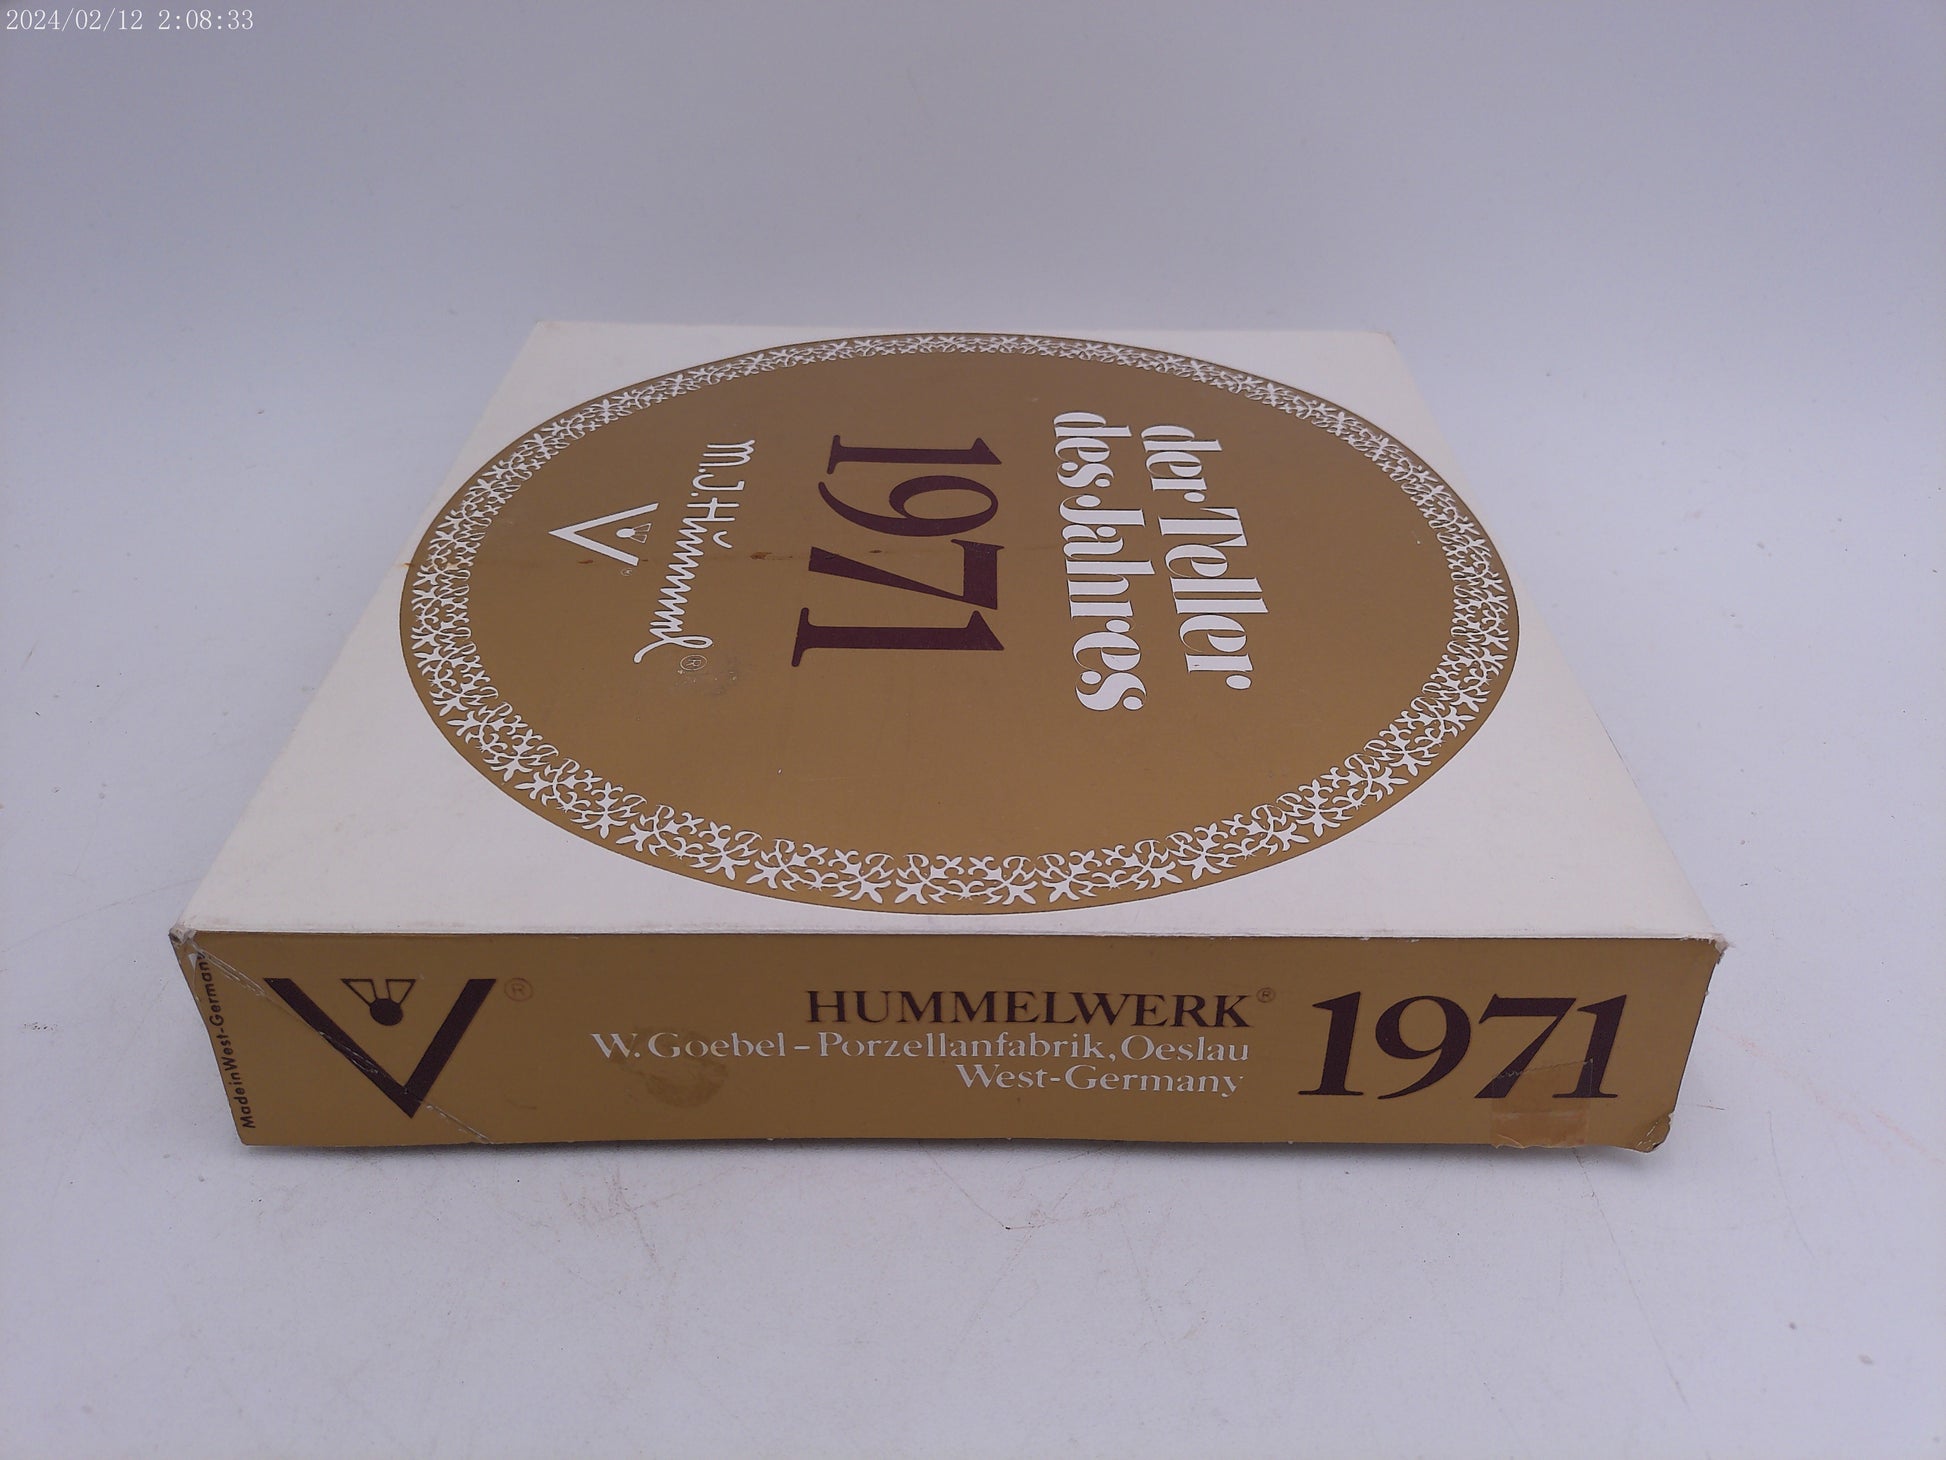 2024/02/12 2:08:33
der Teller
des Jahres
1971
M.J.Hümmel®
V®
V®
HUMMELWERK®
W. Goebel-Porzellanfabrik, Oeslau
West-Germany
1971
Made in West-Germany